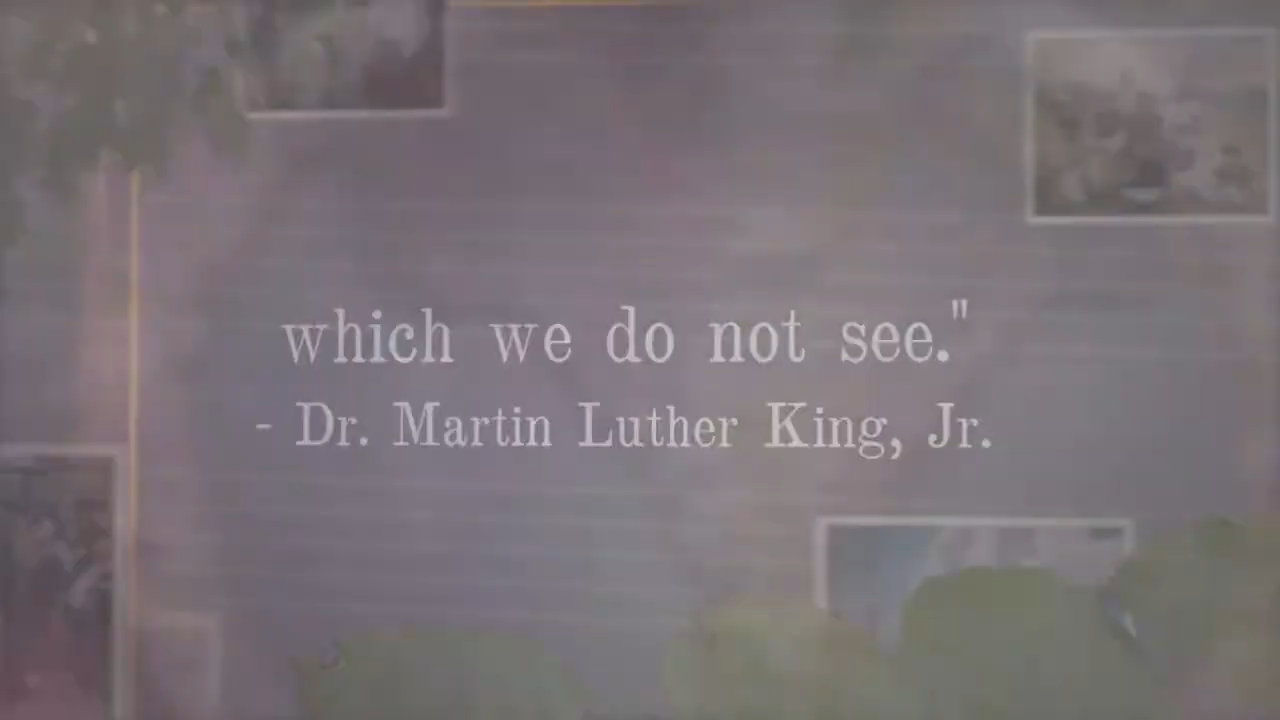 which we do not see."
- Dr. Martin Luther King, Jr.